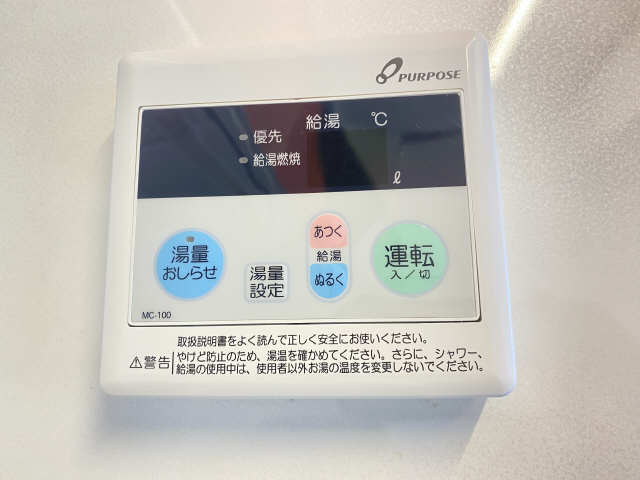 PURPOSE
給湯 ℃
優先
給湯燃焼
ℓ
湯量
おしらせ
湯量
設定
あつく
給湯
ぬるく
運転
入／切
MC-100
取扱説明書をよく読んで正しく安全にお使いください。
⚠警告
やけど防止のため、湯温を確かめてください。さらに、シャワー、
給湯の使用中は、使用者以外お湯の温度を変更しないでください。